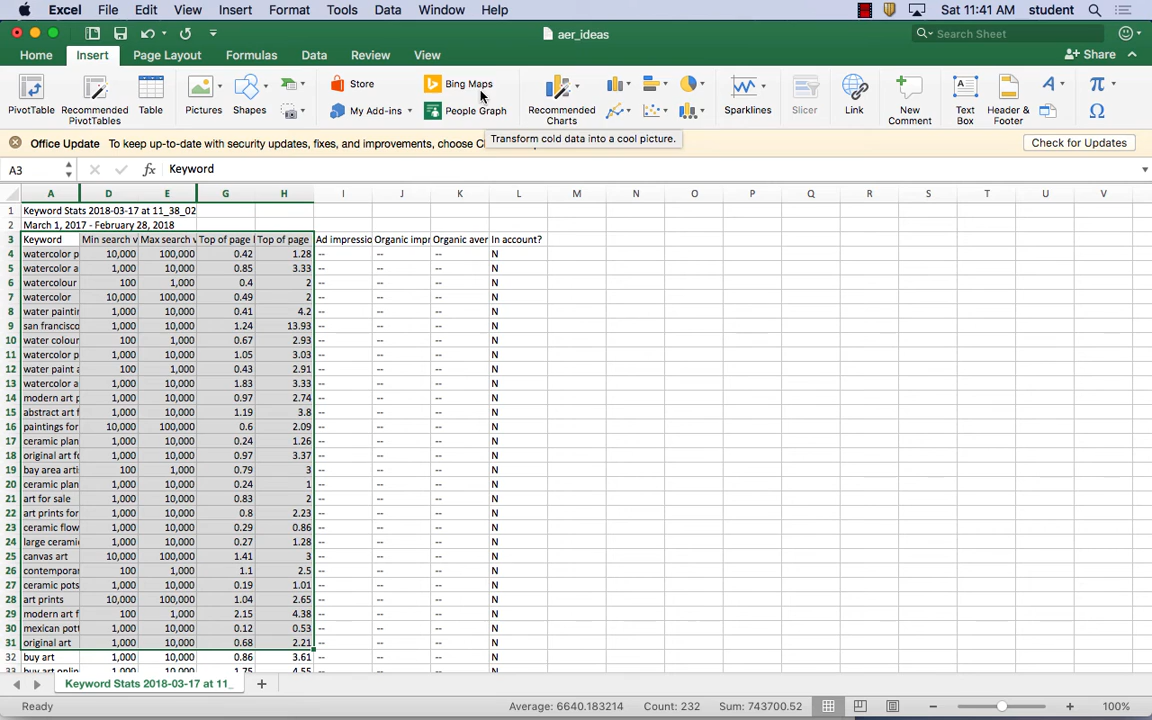 Excel File Edit View Insert Format Tools Data Window Help Sat 11:41 AM student
aer_ideas Search Sheet
Home Insert Page Layout Formulas Data Review View Share
PivotTable Recommended PivotTables Table Pictures Shapes Store My Add-ins Bing Maps People Graph Recommended Charts Sparklines Slicer Link New Comment Text Box Header & Footer
Transform cold data into a cool picture.
Office Update To keep up-to-date with security updates, fixes, and improvements, choose C Check for Updates
A3 fx Keyword
A D E G H I J K L M N O P Q R S T U V
1 Keyword Stats 2018-03-17 at 11_38_02
2 March 1, 2017 - February 28, 2018
3 Keyword Min search v Max search v Top of page l Top of page Ad impressio Organic impr Organic aver In account?
4 watercolor p 10,000 100,000 0.42 1.28 -- -- -- N
5 watercolor a 1,000 10,000 0.85 3.33 -- -- -- N
6 watercolour 100 1,000 0.4 2 -- -- -- N
7 watercolor 10,000 100,000 0.49 2 -- -- -- N
8 water paintin 1,000 10,000 0.41 4.2 -- -- -- N
9 san francisco 1,000 10,000 1.24 13.93 -- -- -- N
10 water colour 100 1,000 0.67 2.93 -- -- -- N
11 watercolor p 1,000 10,000 1.05 3.03 -- -- -- N
12 water paint a 1,000 10,000 0.43 2.91 -- -- -- N
13 watercolor a 1,000 10,000 1.83 3.33 -- -- -- N
14 modern art p 1,000 10,000 0.97 2.74 -- -- -- N
15 abstract art f 1,000 10,000 1.19 3.8 -- -- -- N
16 paintings for 10,000 100,000 0.6 2.09 -- -- -- N
17 ceramic plan 1,000 10,000 0.24 1.26 -- -- -- N
18 original art fo 1,000 10,000 0.97 3.37 -- -- -- N
19 bay area arti 100 1,000 0.79 3 -- -- -- N
20 ceramic plan 1,000 10,000 0.24 1 -- -- -- N
21 art for sale 1,000 10,000 0.83 2 -- -- -- N
22 art prints for 1,000 10,000 0.8 2.23 -- -- -- N
23 ceramic flow 1,000 10,000 0.29 0.86 -- -- -- N
24 large cerami 1,000 10,000 0.27 1.28 -- -- -- N
25 canvas art 10,000 100,000 1.41 3 -- -- -- N
26 contemporar 100 1,000 1.1 2.5 -- -- -- N
27 ceramic pots 1,000 10,000 0.19 1.01 -- -- -- N
28 art prints 10,000 100,000 1.04 2.65 -- -- -- N
29 modern art f 100 1,000 2.15 4.38 -- -- -- N
30 mexican pott 1,000 10,000 0.12 0.53 -- -- -- N
31 original art 1,000 10,000 0.68 2.21 -- -- -- N
32 buy art 1,000 10,000 0.86 3.61 -- -- -- N
33 buy art onlin 1,000 10,000 1.75 4.55 -- -- -- N
Keyword Stats 2018-03-17 at 11_
Ready Average: 6640.183214 Count: 232 Sum: 743700.52 100%